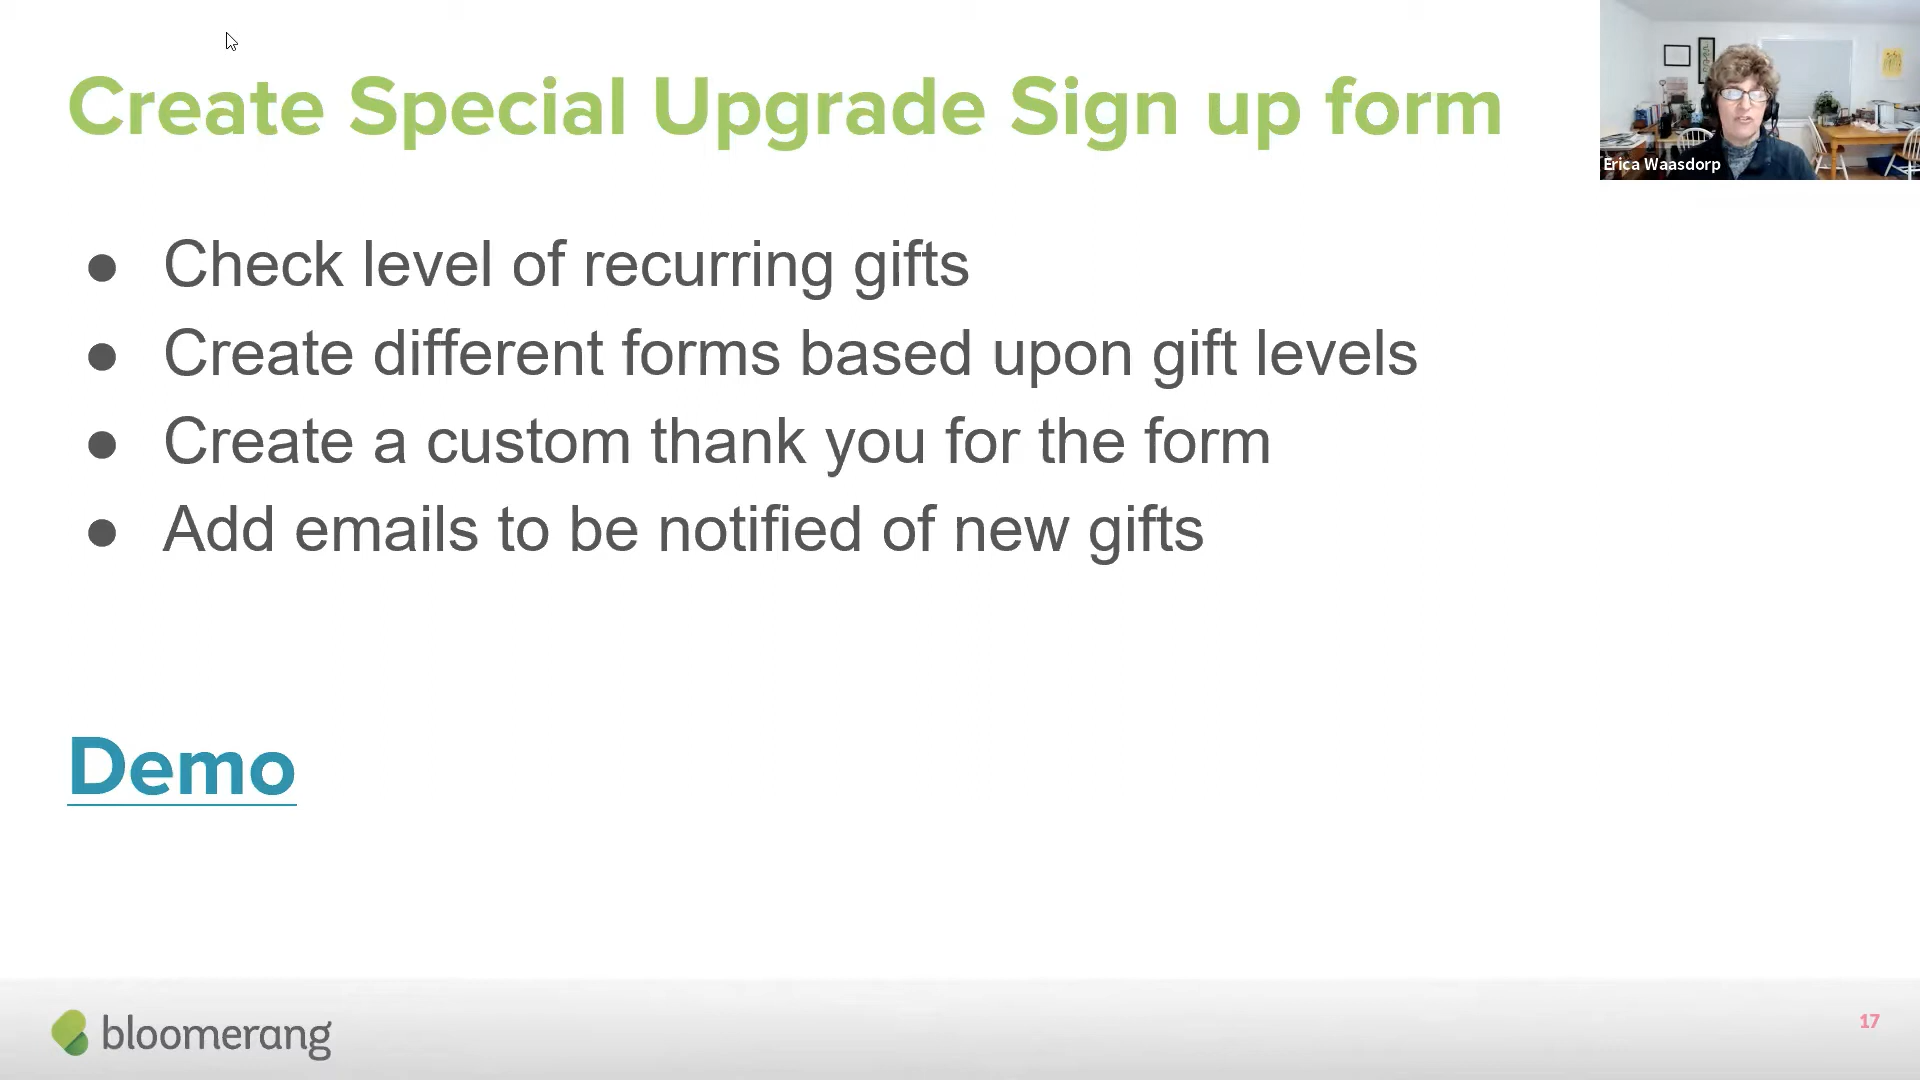 Create Special Upgrade Sign up form
Erica Waasdorp
● Check level of recurring gifts
● Create different forms based upon gift levels
● Create a custom thank you for the form
● Add emails to be notified of new gifts
Demo
bloomerang
17